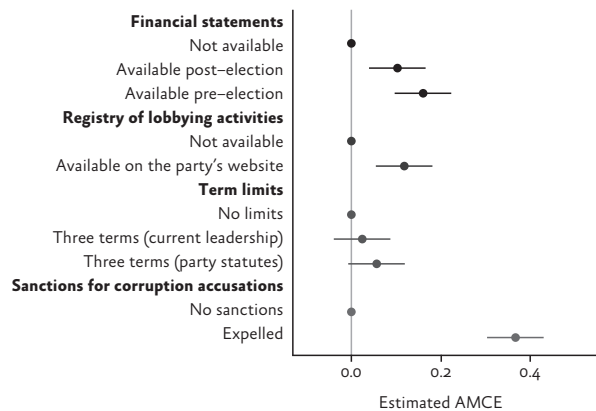 Financial statements
Not available
Available post–election
Available pre–election
Registry of lobbying activities
Not available
Available on the party's website
Term limits
No limits
Three terms (current leadership)
Three terms (party statutes)
Sanctions for corruption accusations
No sanctions
Expelled
0.0 0.2 0.4
Estimated AMCE